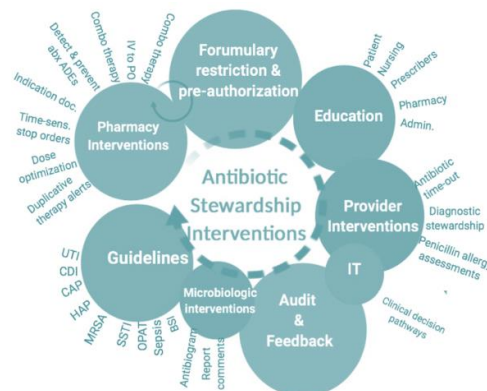 Forumulary
restriction &
pre-authorization
Education
Patient
Nursing
Prescribers
Pharmacy
Admin.
Provider
Interventions
Antibiotic
time-out
Diagnostic
stewardship
Penicillin allergy
assessments
IT
Clinical decision
pathways
Audit
&
Feedback
Microbiologic
interventions
Antibiogram
Report
comments
Guidelines
UTI
CDI
CAP
HAP
MRSA
SSTI
OPAT
Sepsis
BSI
Pharmacy
Interventions
Duplicative
therapy alerts
Dose
optimization
Time-sens.
stop orders
Indication doc.
Detect & prevent
abx ADEs
Combo therapy
IV to PO
Combo therapy
Antibiotic
Stewardship
Interventions